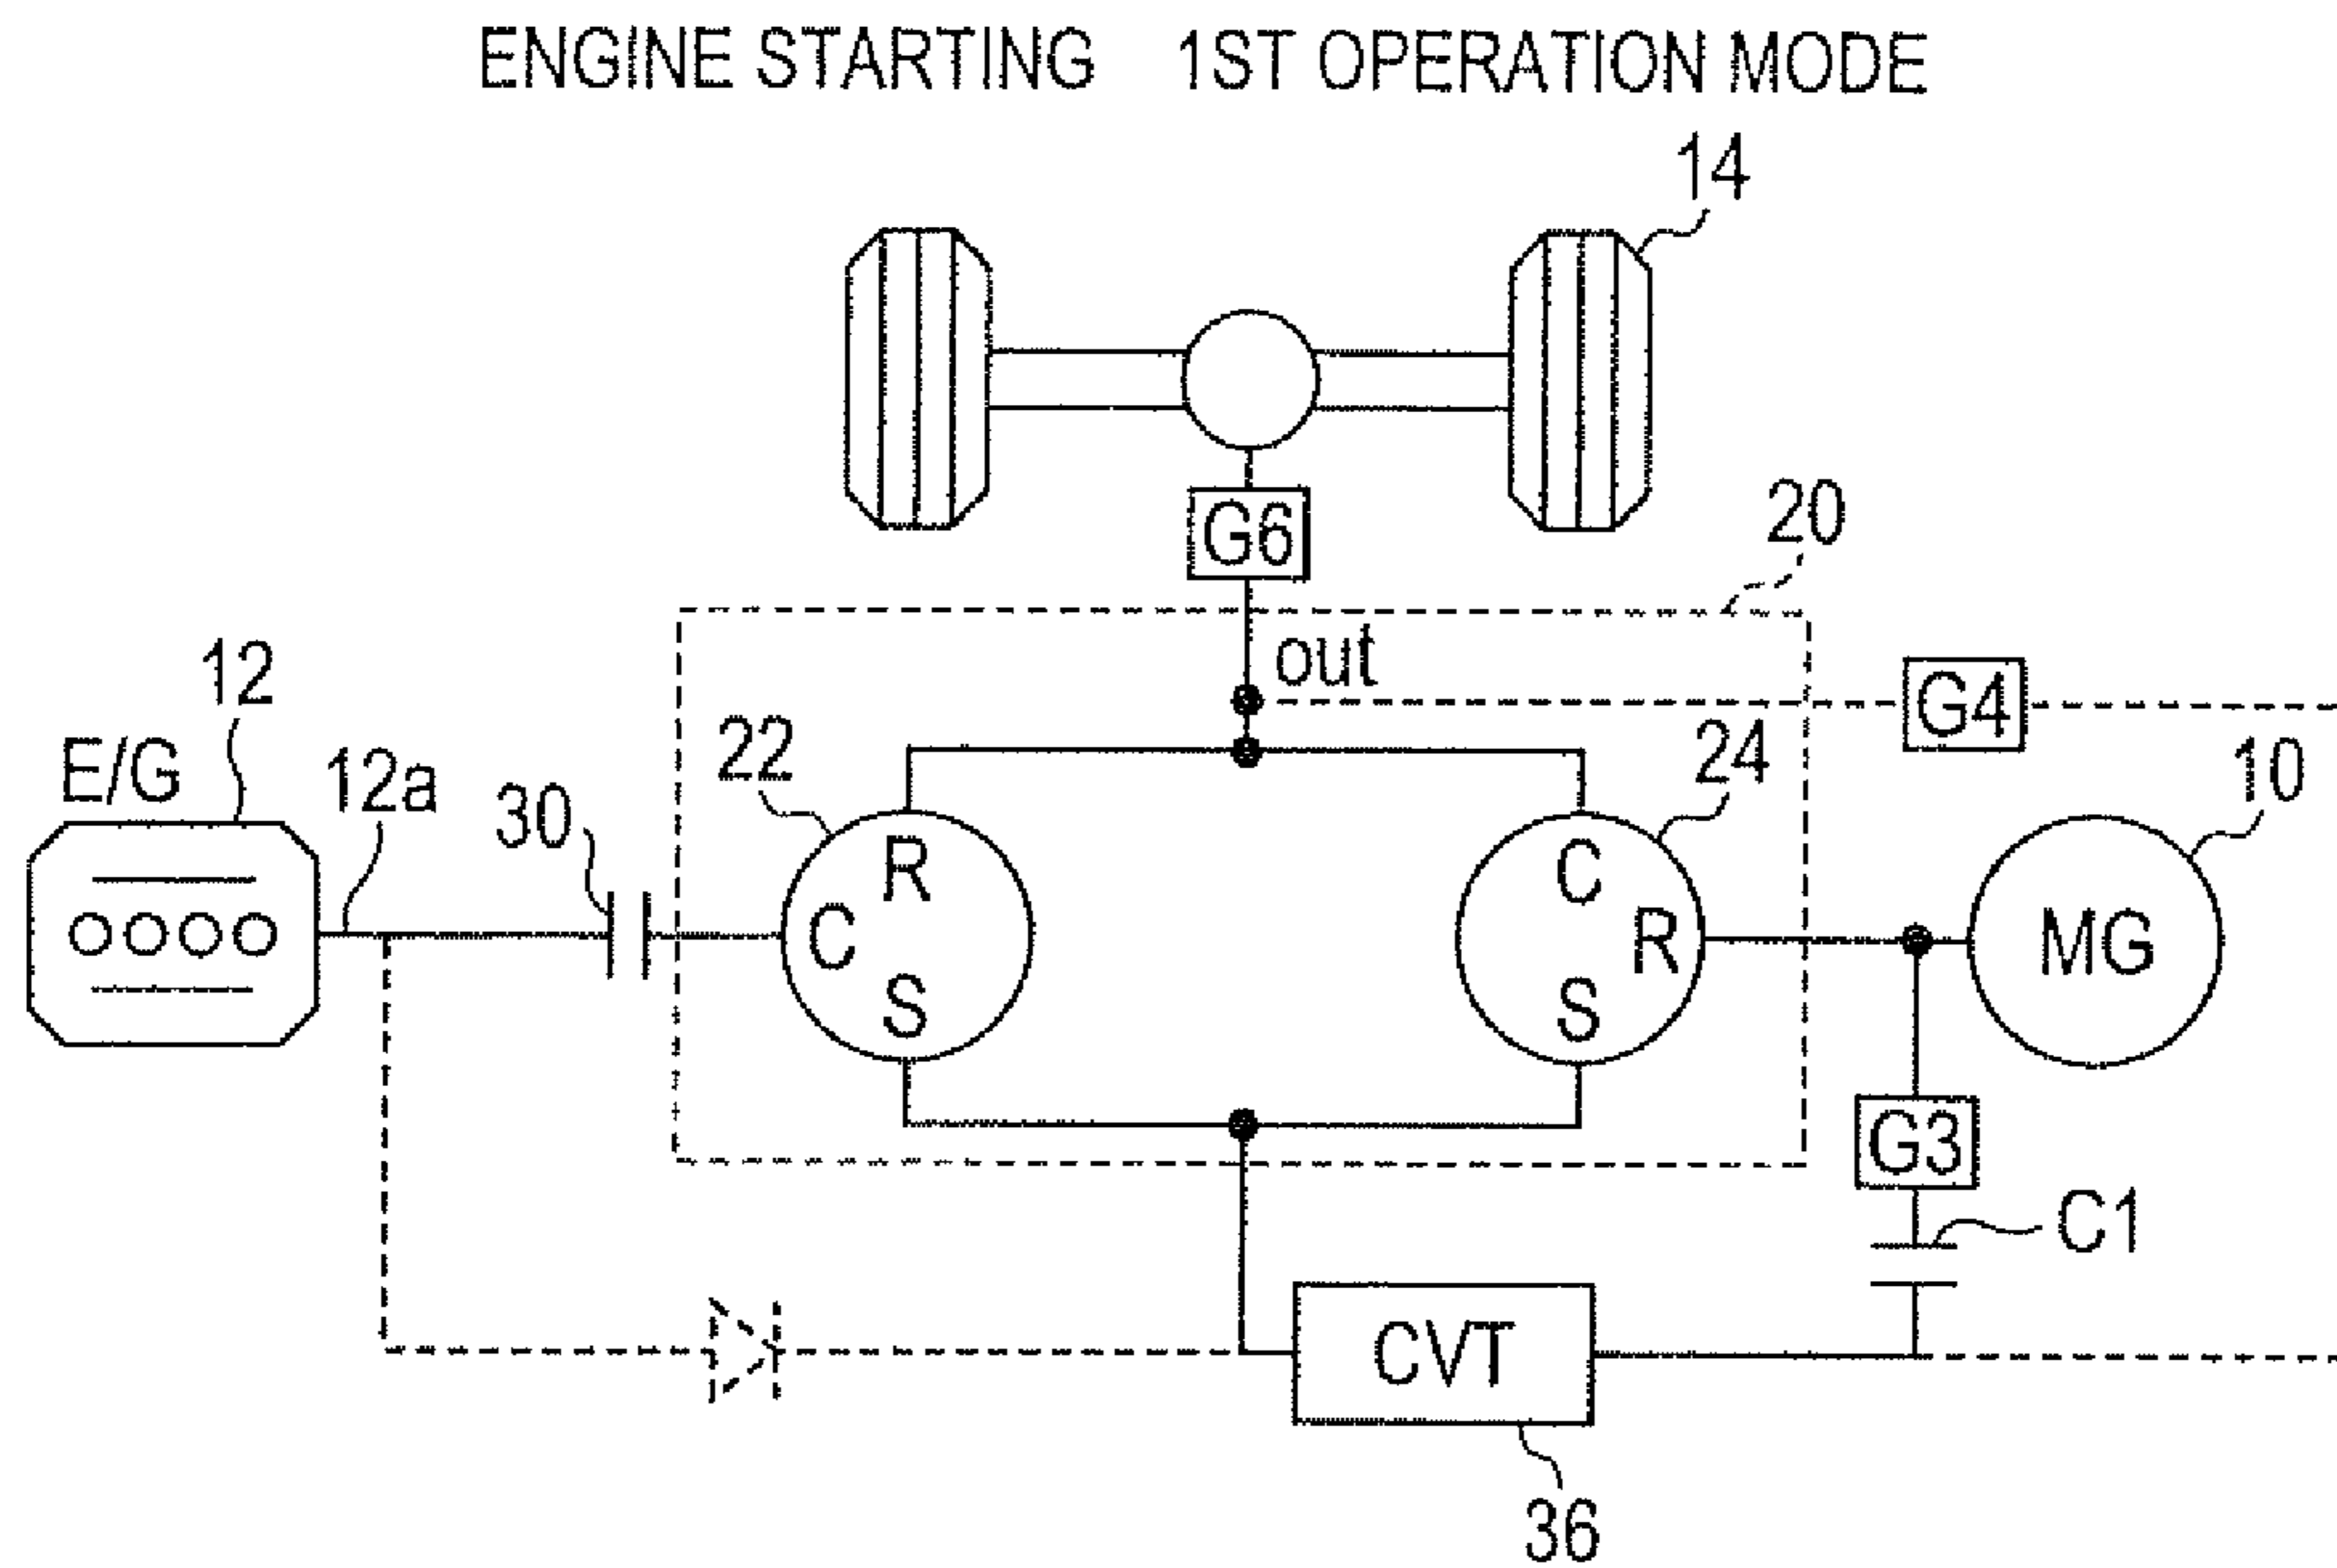 ENGINE STARTING 1ST OPERATION MODE
14
G6
20
out
12
G4
22
24
E/G
12a
10
30
R
C
C
R
MG
S
S
G3
C1
CVT
36